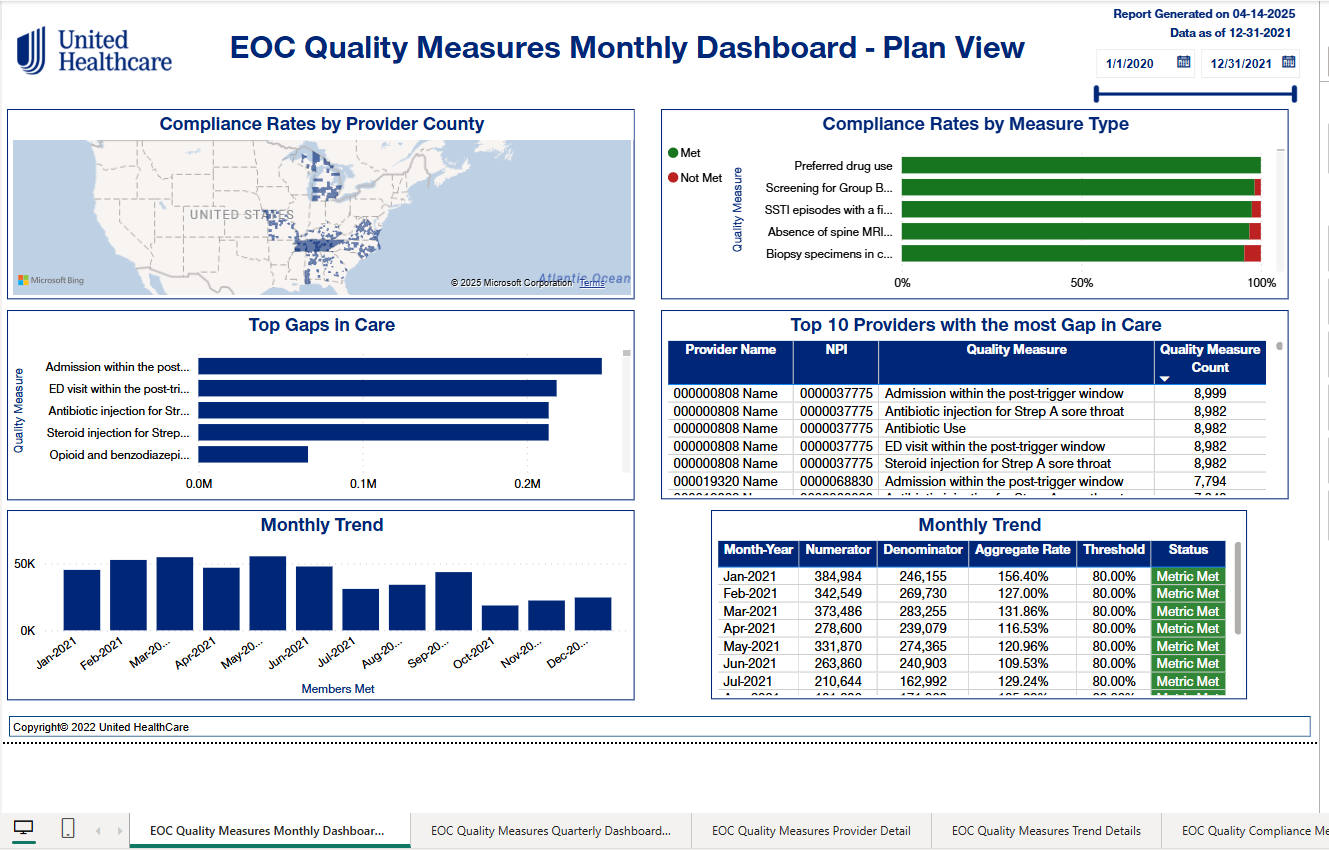 Report Generated on 04-14-2025
United
Healthcare
EOC Quality Measures Monthly Dashboard - Plan View
Data as of 12-31-2021
1/1/2020
12/31/2021
Compliance Rates by Provider County
UNITED STATES
Atlantic Ocean
Microsoft Bing
© 2025 Microsoft Corporation Terms
Compliance Rates by Measure Type
Met
Not Met
Quality Measure
Preferred drug use
Screening for Group B...
SSTI episodes with a fi...
Absence of spine MRI...
Biopsy specimens in c...
0% 50% 100%
Top Gaps in Care
Quality Measure
Admission within the post...
ED visit within the post-tri...
Antibiotic injection for Str...
Steroid injection for Strep...
Opioid and benzodiazepi...
0.0M 0.1M 0.2M
Top 10 Providers with the most Gap in Care
Provider Name NPI Quality Measure Quality Measure Count
000000808 Name 0000037775 Admission within the post-trigger window 8,999
000000808 Name 0000037775 Antibiotic injection for Strep A sore throat 8,982
000000808 Name 0000037775 Antibiotic Use 8,982
000000808 Name 0000037775 ED visit within the post-trigger window 8,982
000000808 Name 0000037775 Steroid injection for Strep A sore throat 8,982
000019320 Name 0000068830 Admission within the post-trigger window 7,794
Monthly Trend
50K
0K
Jan-2021 Feb-2021 Mar-20... Apr-2021 May-20... Jun-2021 Jul-2021 Aug-20... Sep-20... Oct-2021 Nov-20... Dec-20...
Members Met
Monthly Trend
Month-Year Numerator Denominator Aggregate Rate Threshold Status
Jan-2021 384,984 246,155 156.40% 80.00% Metric Met
Feb-2021 342,549 269,730 127.00% 80.00% Metric Met
Mar-2021 373,486 283,255 131.86% 80.00% Metric Met
Apr-2021 278,600 239,079 116.53% 80.00% Metric Met
May-2021 331,870 274,365 120.96% 80.00% Metric Met
Jun-2021 263,860 240,903 109.53% 80.00% Metric Met
Jul-2021 210,644 162,992 129.24% 80.00% Metric Met
Copyright© 2022 United HealthCare
EOC Quality Measures Monthly Dashboar...
EOC Quality Measures Quarterly Dashboard...
EOC Quality Measures Provider Detail
EOC Quality Measures Trend Details
EOC Quality Compliance Me